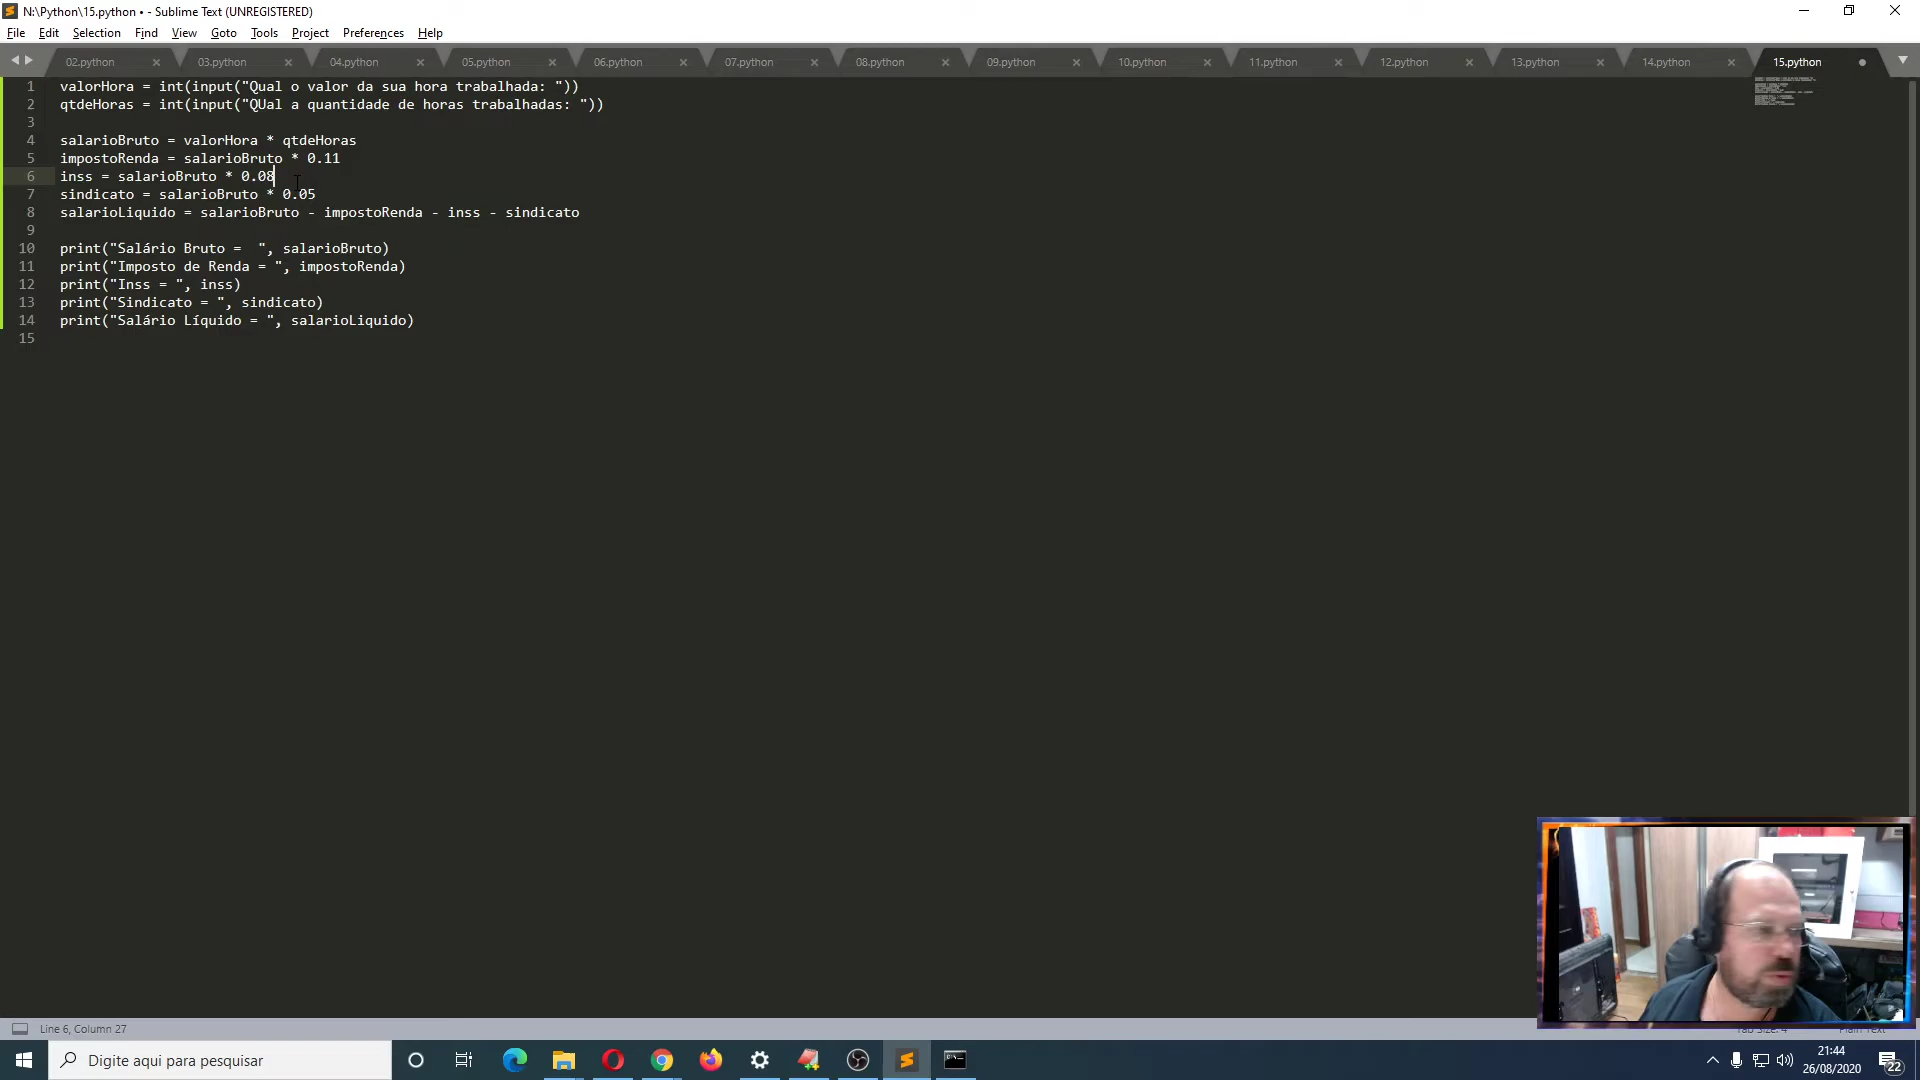 N:\Python\15.python • - Sublime Text (UNREGISTERED)
File Edit Selection Find View Goto Tools Project Preferences Help
02.python 03.python 04.python 05.python 06.python 07.python 08.python 09.python 10.python 11.python 12.python 13.python 14.python 15.python
1 valorHora = int(input("Qual o valor da sua hora trabalhada: "))
2 qtdeHoras = int(input("QUal a quantidade de horas trabalhadas: "))
3
4 salarioBruto = valorHora * qtdeHoras
5 impostoRenda = salarioBruto * 0.11
6 inss = salarioBruto * 0.08
7 sindicato = salarioBruto * 0.05
8 salarioLiquido = salarioBruto - impostoRenda - inss - sindicato
9
10 print("Salário Bruto =  ", salarioBruto)
11 print("Imposto de Renda = ", impostoRenda)
12 print("Inss = ", inss)
13 print("Sindicato = ", sindicato)
14 print("Salário Líquido = ", salarioLiquido)
15
Line 6, Column 27
Digite aqui para pesquisar
21:44
26/08/2020
22